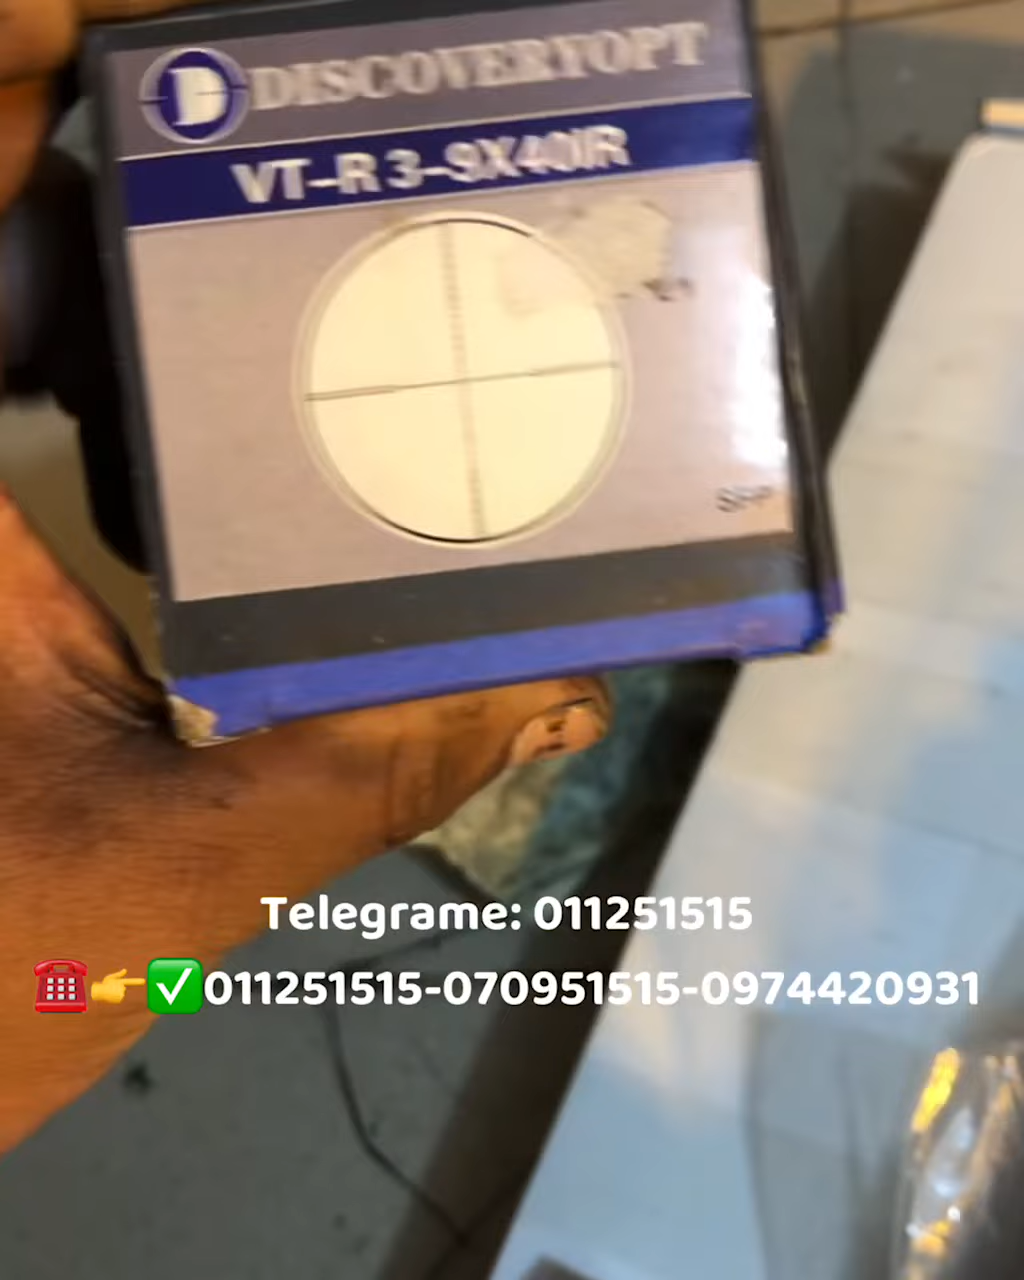 D DISCOVERYOPT
VT-R 3-9X40IR
SFP
Telegrame: 011251515
☎️👉✅011251515-070951515-0974420931